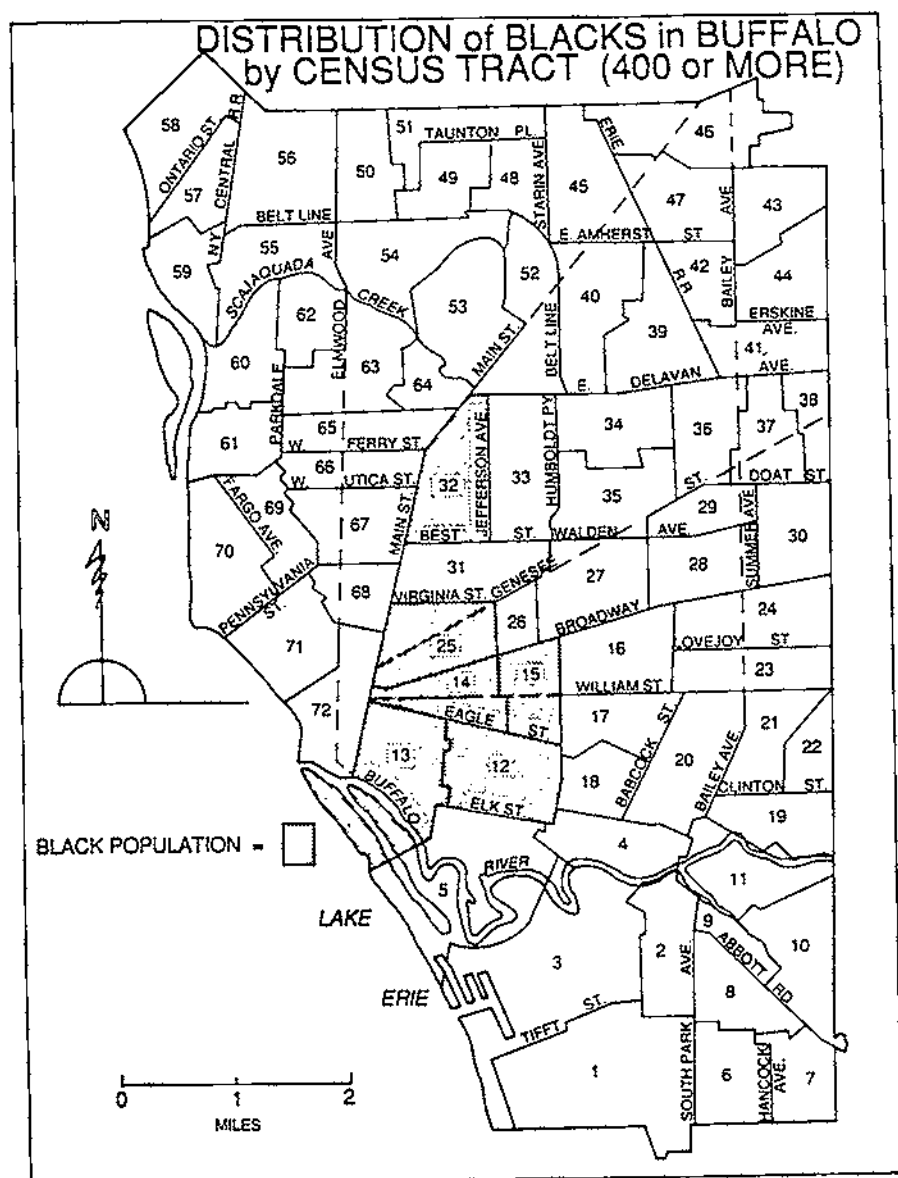 DISTRIBUTION of BLACKS in BUFFALO
by CENSUS TRACT (400 or MORE)
58
ONTARIO ST.
57
NY CENTRAL R R
56
50
51
TAUNTON PL.
49
48
STARIN AVE
45
ERIE R R
46
47
BAILEY AVE
43
BELT LINE
E. AMHERST ST
59
55
ELMWOOD AVE
54
SCAJAQUADA CREEK
53
52
BELT LINE
40
42
44
62
39
ERSKINE AVE.
41
60
63
64
MAIN ST.
E. DELAVAN AVE.
PARKDALE
61
65
W. FERRY ST.
66
W. UTICA ST.
JEFFERSON AVE.
32
33
HUMBOLDT PY
34
36
37
38
DOAT ST
FARGO AVE.
69
67
MAIN ST.
35
29
SUMMER AVE
30
BEST ST.
WALDEN AVE
70
N
31
GENESEE ST
27
28
PENNSYLVANIA ST.
68
VIRGINIA ST.
26
BROADWAY
24
71
25
16
LOVEJOY ST
14
15
23
WILLIAM ST.
72
EAGLE ST.
17
BABCOCK ST.
21
22
13
12
18
20
BAILEY AVE.
CLINTON ST.
BUFFALO RIVER
ELK ST.
19
4
BLACK POPULATION =
5
11
LAKE ERIE
3
2
9
ABBOTT RD
10
8
TIFFT ST.
1
SOUTH PARK AVE.
6
HANCOCK AVE.
7
0 1 2
MILES